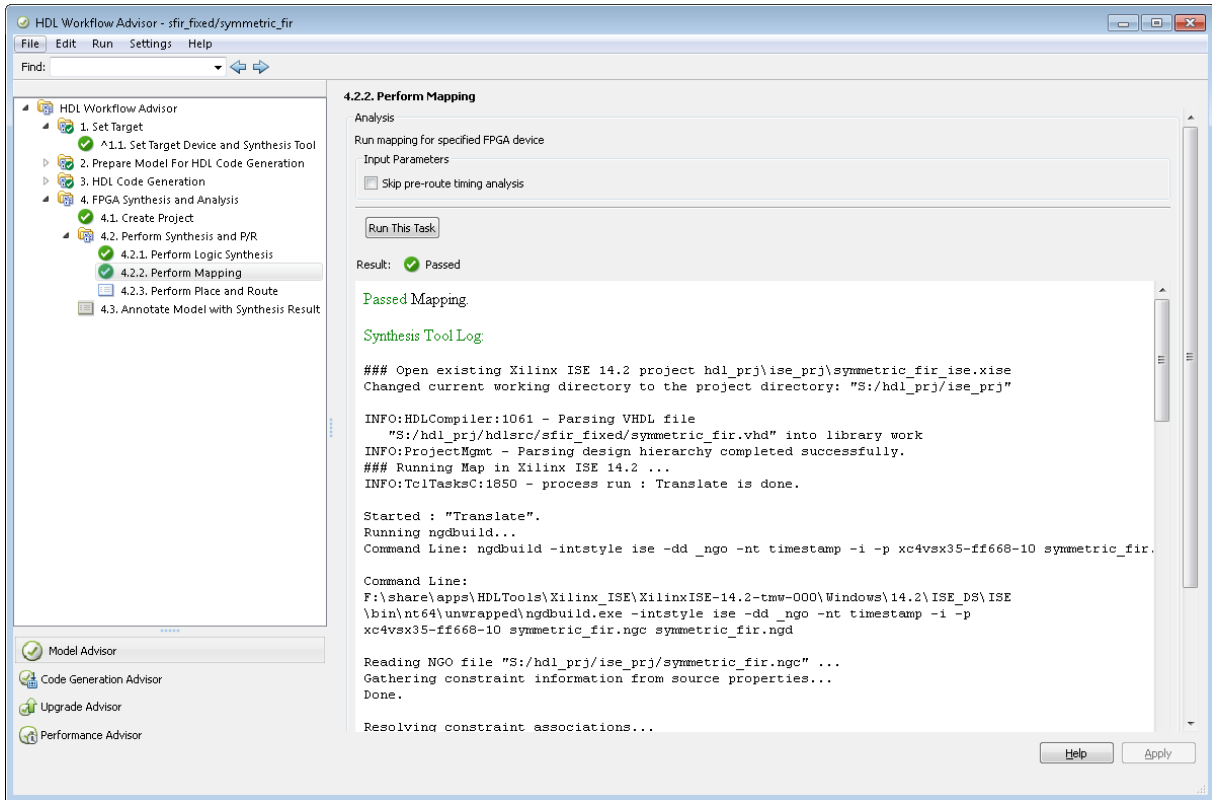 HDL Workflow Advisor - sfir_fixed/symmetric_fir
File Edit Run Settings Help
Find:
HDL Workflow Advisor
1. Set Target
^1.1. Set Target Device and Synthesis Tool
2. Prepare Model For HDL Code Generation
3. HDL Code Generation
4. FPGA Synthesis and Analysis
4.1. Create Project
4.2. Perform Synthesis and P/R
4.2.1. Perform Logic Synthesis
4.2.2. Perform Mapping
4.2.3. Perform Place and Route
4.3. Annotate Model with Synthesis Result
Model Advisor
Code Generation Advisor
Upgrade Advisor
Performance Advisor
4.2.2. Perform Mapping
Analysis
Run mapping for specified FPGA device
Input Parameters
Skip pre-route timing analysis
Run This Task
Result: Passed
Passed Mapping.
Synthesis Tool Log:
### Open existing Xilinx ISE 14.2 project hdl_prj\ise_prj\symmetric_fir_ise.xise
Changed current working directory to the project directory: "S:/hdl_prj/ise_prj"
INFO:HDLCompiler:1061 - Parsing VHDL file
"S:/hdl_prj/hdlsrc/sfir_fixed/symmetric_fir.vhd" into library work
INFO:ProjectMgmt - Parsing design hierarchy completed successfully.
### Running Map in Xilinx ISE 14.2 ...
INFO:TclTasksC:1850 - process run : Translate is done.
Started : "Translate".
Running ngdbuild...
Command Line: ngdbuild -intstyle ise -dd _ngo -nt timestamp -i -p xc4vsx35-ff668-10 symmetric_fir.
Command Line:
F:\share\apps\HDLTools\Xilinx_ISE\XilinxISE-14.2-tmw-000\Windows\14.2\ISE_DS\ISE
\bin\nt64\unwrapped\ngdbuild.exe -intstyle ise -dd _ngo -nt timestamp -i -p
xc4vsx35-ff668-10 symmetric_fir.ngc symmetric_fir.ngd
Reading NGO file "S:/hdl_prj/ise_prj/symmetric_fir.ngc" ...
Gathering constraint information from source properties...
Done.
Resolving constraint associations...
Help Apply